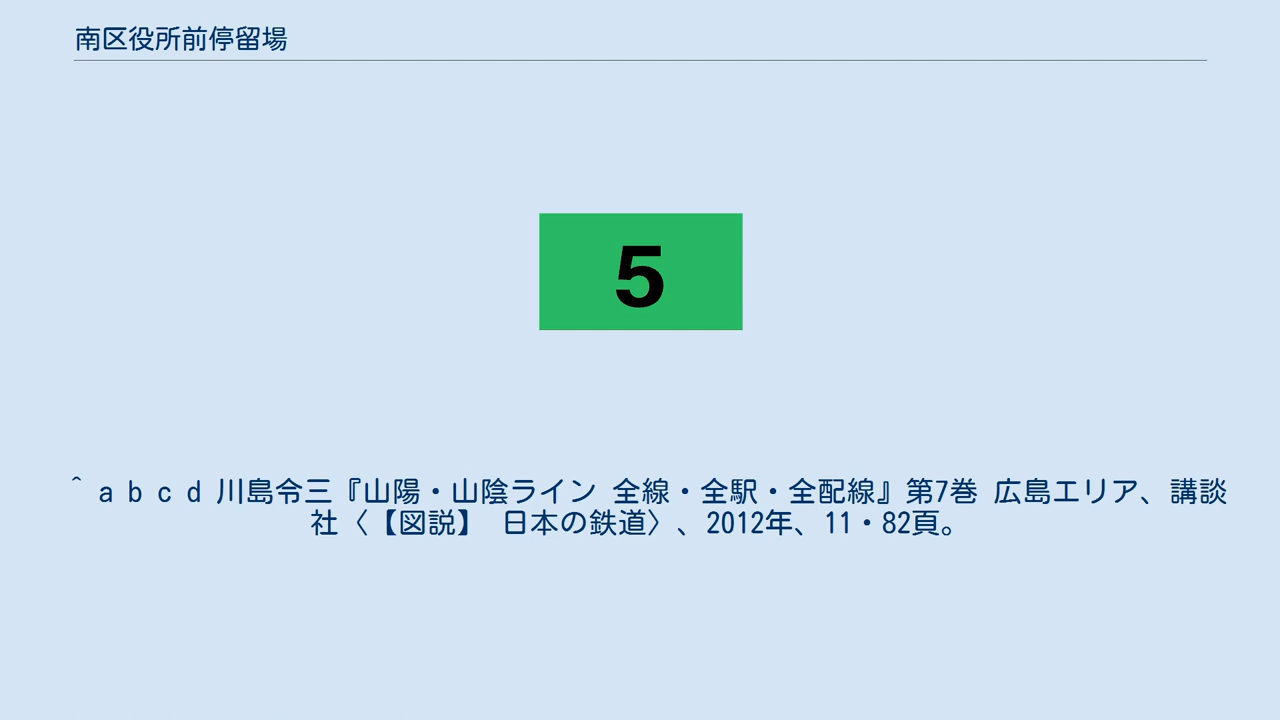 南区役所前停留場
5
^ a b c d 川島令三『山陽・山陰ライン 全線・全駅・全配線』第7巻 広島エリア、講談
社〈【図説】 日本の鉄道〉、2012年、11・82頁。